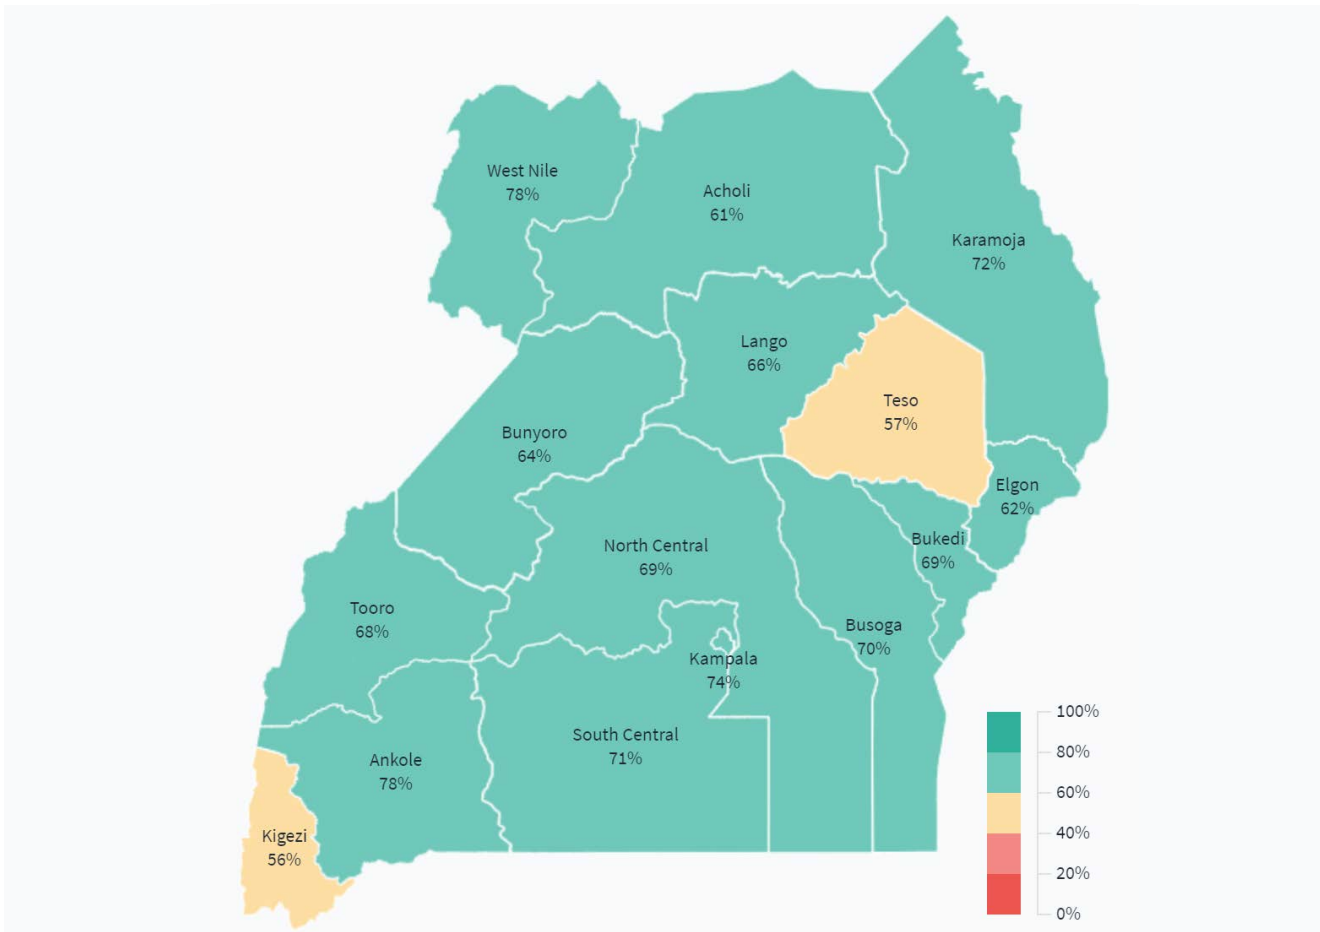 West Nile
78%
Acholi
61%
Karamoja
72%
Lango
66%
Teso
57%
Bunyoro
64%
Elgon
62%
North Central
69%
Bukedi
69%
Tooro
68%
Busoga
70%
Kampala
74%
South Central
71%
Ankole
78%
Kigezi
56%
100%
80%
60%
40%
20%
0%